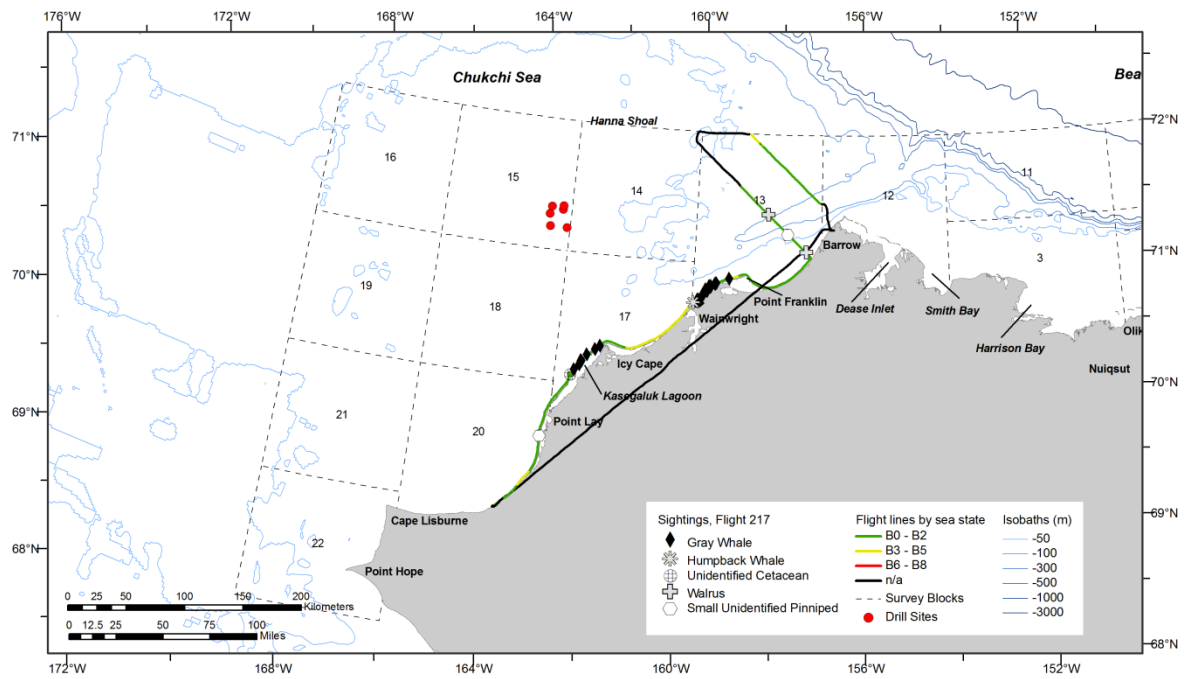 176°W
172°W
168°W
164°W
160°W
156°W
152°W
Chukchi Sea
Bea
72°N
71°N
Hanna Shoal
16
15
14
13
12
11
Barrow
71°N
3
70°N
19
18
17
Point Franklin
Dease Inlet
Smith Bay
Wainwright
Harrison Bay
Olik
Icy Cape
Nuiqsut
70°N
Kasegaluk Lagoon
69°N
21
20
Point Lay
Cape Lisburne
69°N
68°N
22
Point Hope
0 25 50 100 150 200
Kilometers
0 12.5 25 50 75 100
Miles
Sightings, Flight 217
Gray Whale
Humpback Whale
Unidentified Cetacean
Walrus
Small Unidentified Pinniped
Flight lines by sea state
B0 - B2
B3 - B5
B6 - B8
n/a
Survey Blocks
Drill Sites
Isobaths (m)
-50
-100
-300
-500
-1000
-3000
68°N
172°W
168°W
164°W
160°W
156°W
152°W